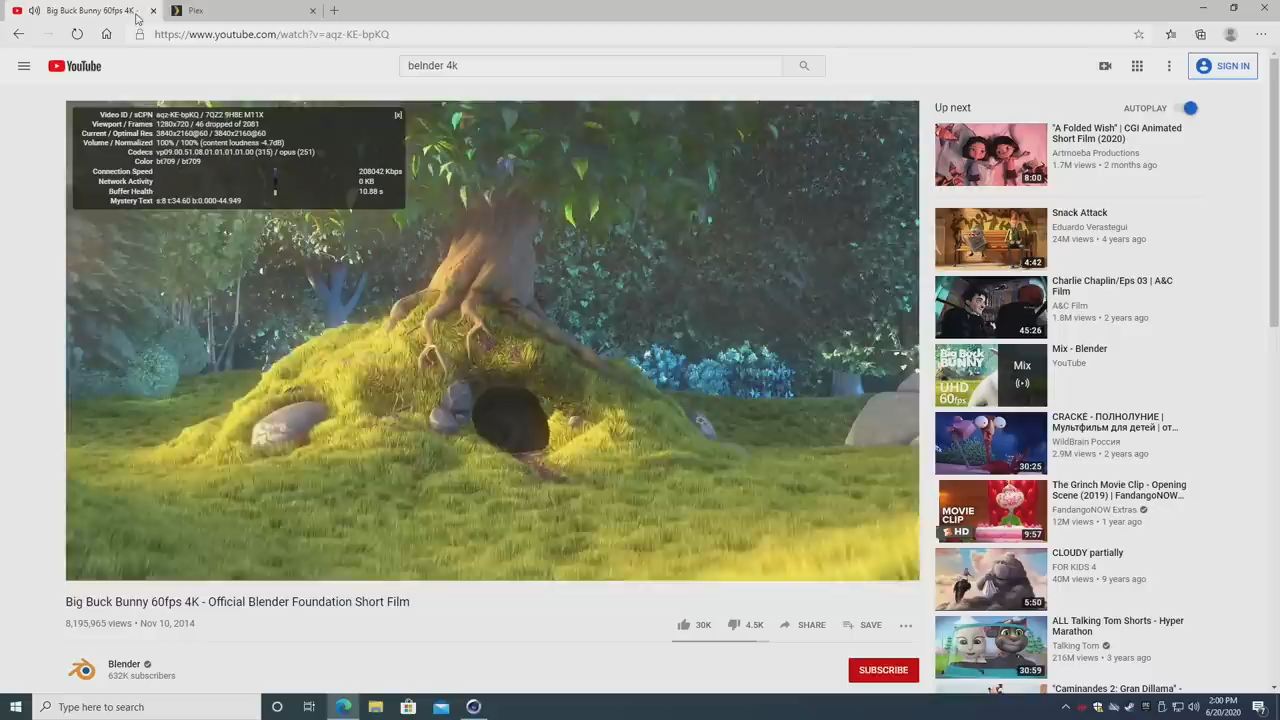 Big Buck Bunny 60fps 4K -
Plex
https://www.youtube.com/watch?v=aqz-KE-bpKQ
YouTube
belnder 4k
SIGN IN
Video ID / sCPN aqz-KE-bpKQ / 7QZ2 9H8E M11X
[x]
Viewport / Frames 1280x720 / 46 dropped of 2081
Current / Optimal Res 3840x2160@60 / 3840x2160@60
Volume / Normalized 100% / 100% (content loudness -4.7dB)
Codecs vp09.00.51.08.01.01.01.01.00 (315) / opus (251)
Color bt709 / bt709
Connection Speed 208042 Kbps
Network Activity 0 KB
Buffer Health 10.88 s
Mystery Text s:8 t:34.60 b:0.000-44.949
Big Buck Bunny 60fps 4K - Official Blender Foundation Short Film
8,195,965 views • Nov 10, 2014
30K
4.5K
SHARE
SAVE
Blender
632K subscribers
SUBSCRIBE
Up next
AUTOPLAY
"A Folded Wish" | CGI Animated
Short Film (2020)
Artmoeba Productions
1.7M views • 2 months ago
8:00
Snack Attack
Eduardo Verastegui
24M views • 4 years ago
4:42
Charlie Chaplin/Eps 03 | A&C
Film
A&C Film
1.8M views • 2 years ago
45:26
Big Buck
BUNNY
UHD
60fps
Mix
Mix - Blender
YouTube
CRACKÉ - ПОЛНОЛУНИЕ |
Мультфильм для детей | от...
WildBrain Россия
2.9M views • 2 years ago
30:25
MOVIE
CLIP
HD
9:57
The Grinch Movie Clip - Opening
Scene (2019) | FandangoNOW...
FandangoNOW Extras
12M views • 1 year ago
CLOUDY partially
FOR KIDS 4
40M views • 9 years ago
5:50
ALL Talking Tom Shorts - Hyper
Marathon
Talking Tom
216M views • 3 years ago
30:59
"Caminandes 2: Gran Dillama" -
Type here to search
2:00 PM
6/20/2020